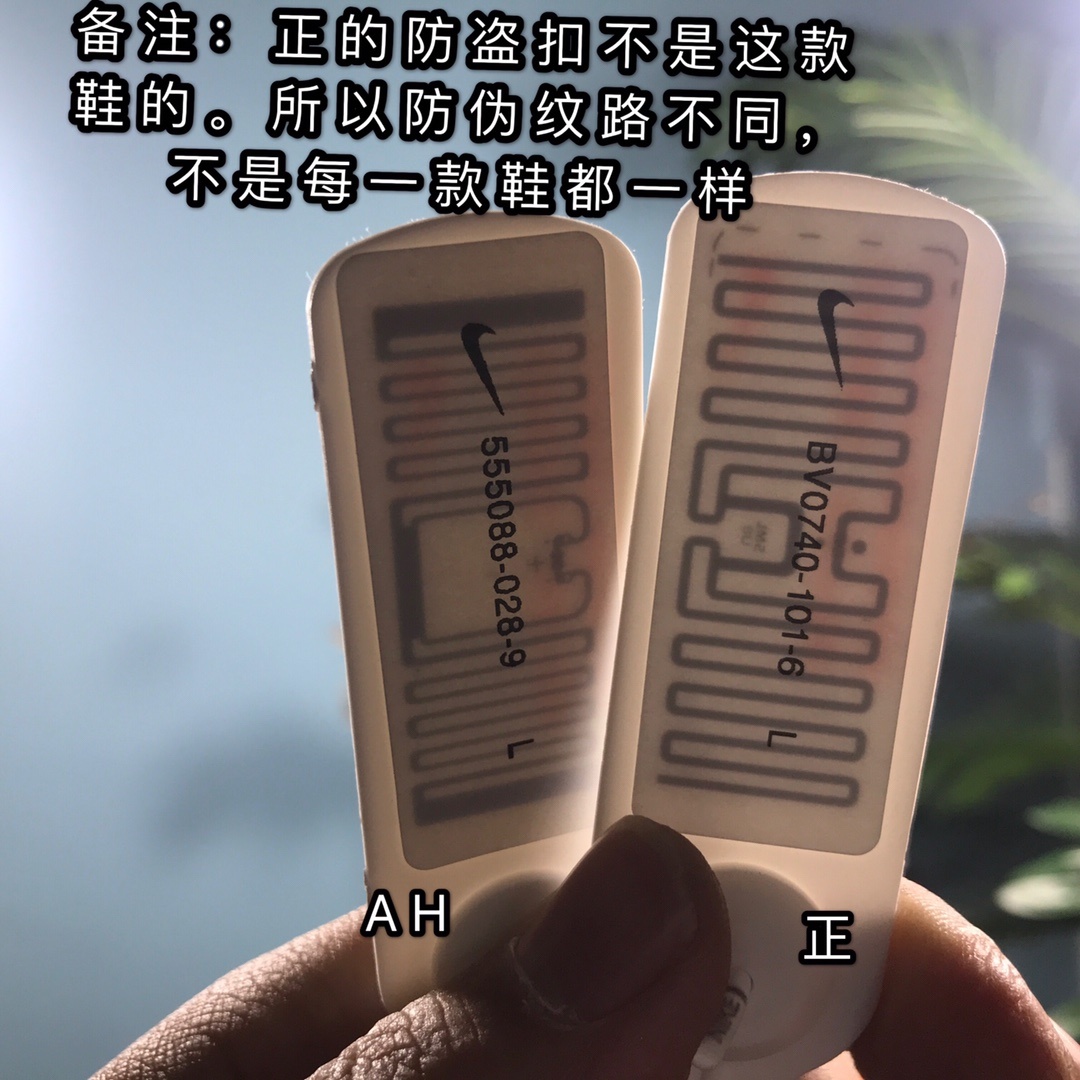 备注：正的防盗扣不是这款
鞋的。所以防伪纹路不同，
不是每一款鞋都一样
555088-028-9
L
BV0740-101-6
L
AH
正